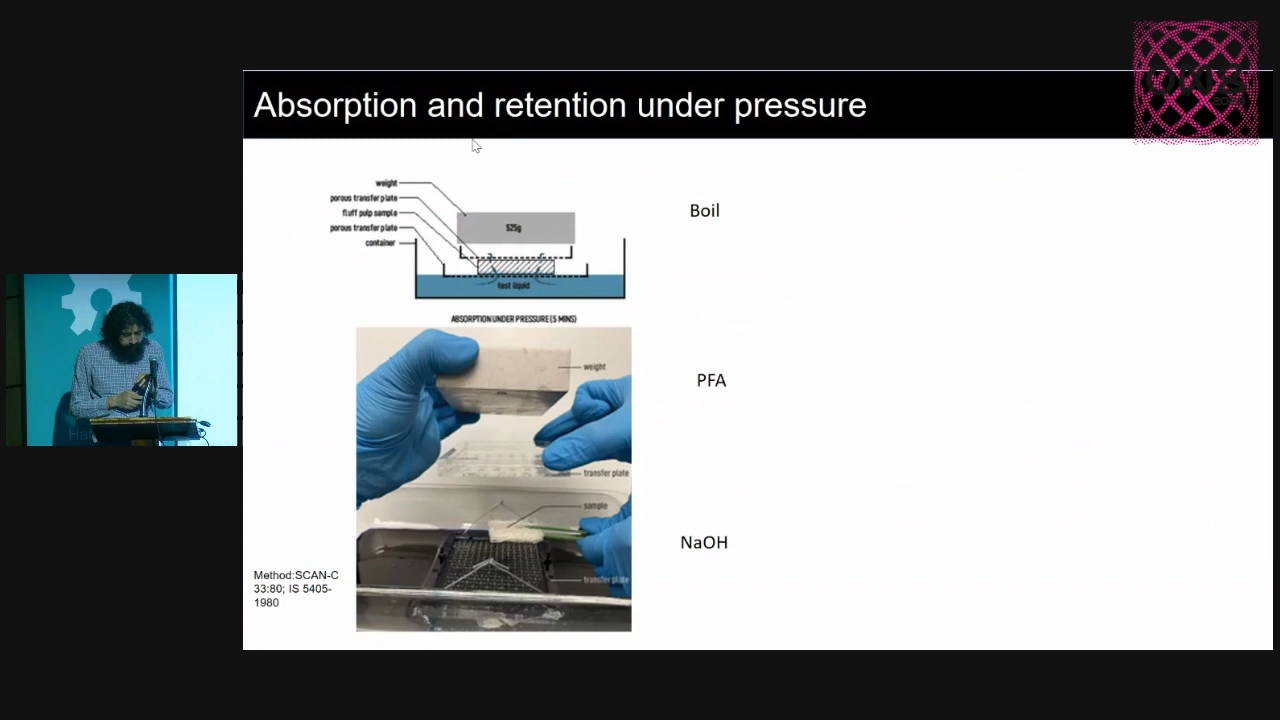 Absorption and retention under pressure
weight
porous transfer plate
fluff pulp sample
porous transfer plate
container
525g
test liquid
ABSORPTION UNDER PRESSURE (5 MINS)
weight
transfer plate
sample
transfer plate
Method:SCAN-C
33:80; IS 5405-
1980
Boil
PFA
NaOH